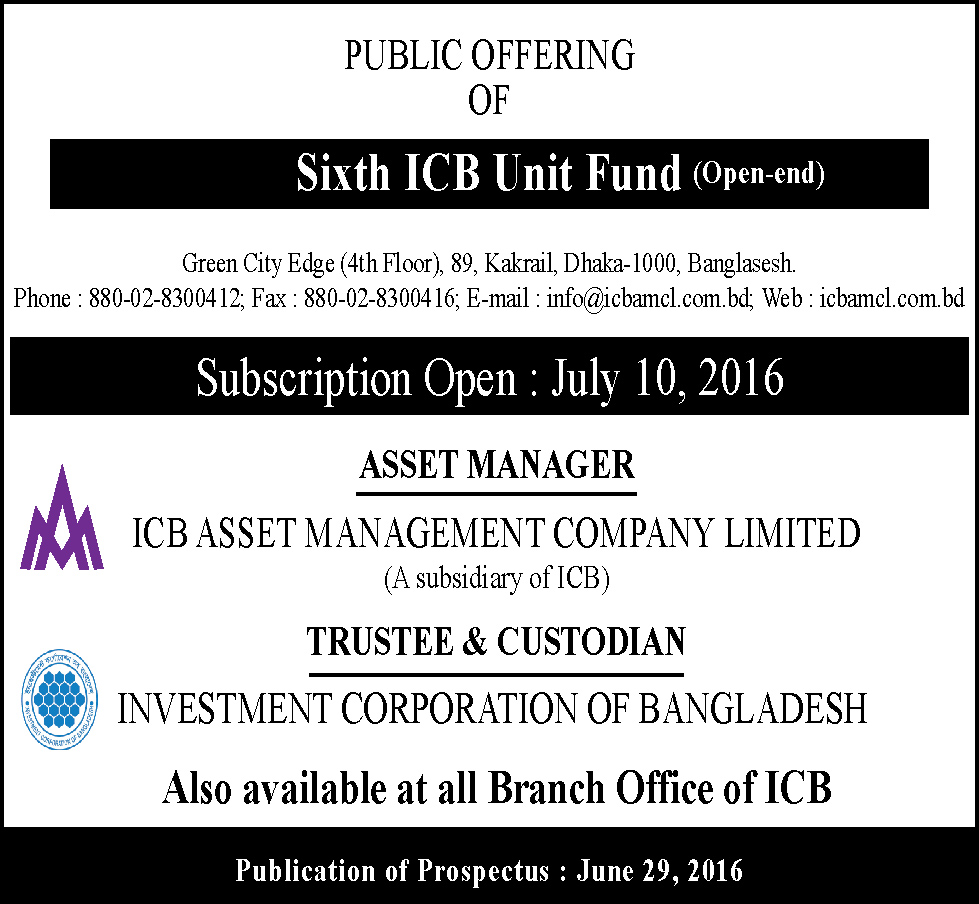 PUBLIC OFFERING
OF
Sixth ICB Unit Fund (Open-end)
Green City Edge (4th Floor), 89, Kakrail, Dhaka-1000, Banglasesh.
Phone : 880-02-8300412; Fax : 880-02-8300416; E-mail : info@icbamcl.com.bd; Web : icbamcl.com.bd
Subscription Open : July 10, 2016
ASSET MANAGER
ICB ASSET MANAGEMENT COMPANY LIMITED
(A subsidiary of ICB)
TRUSTEE & CUSTODIAN
INVESTMENT CORPORATION OF BANGLADESH
Also available at all Branch Office of ICB
Publication of Prospectus : June 29, 2016